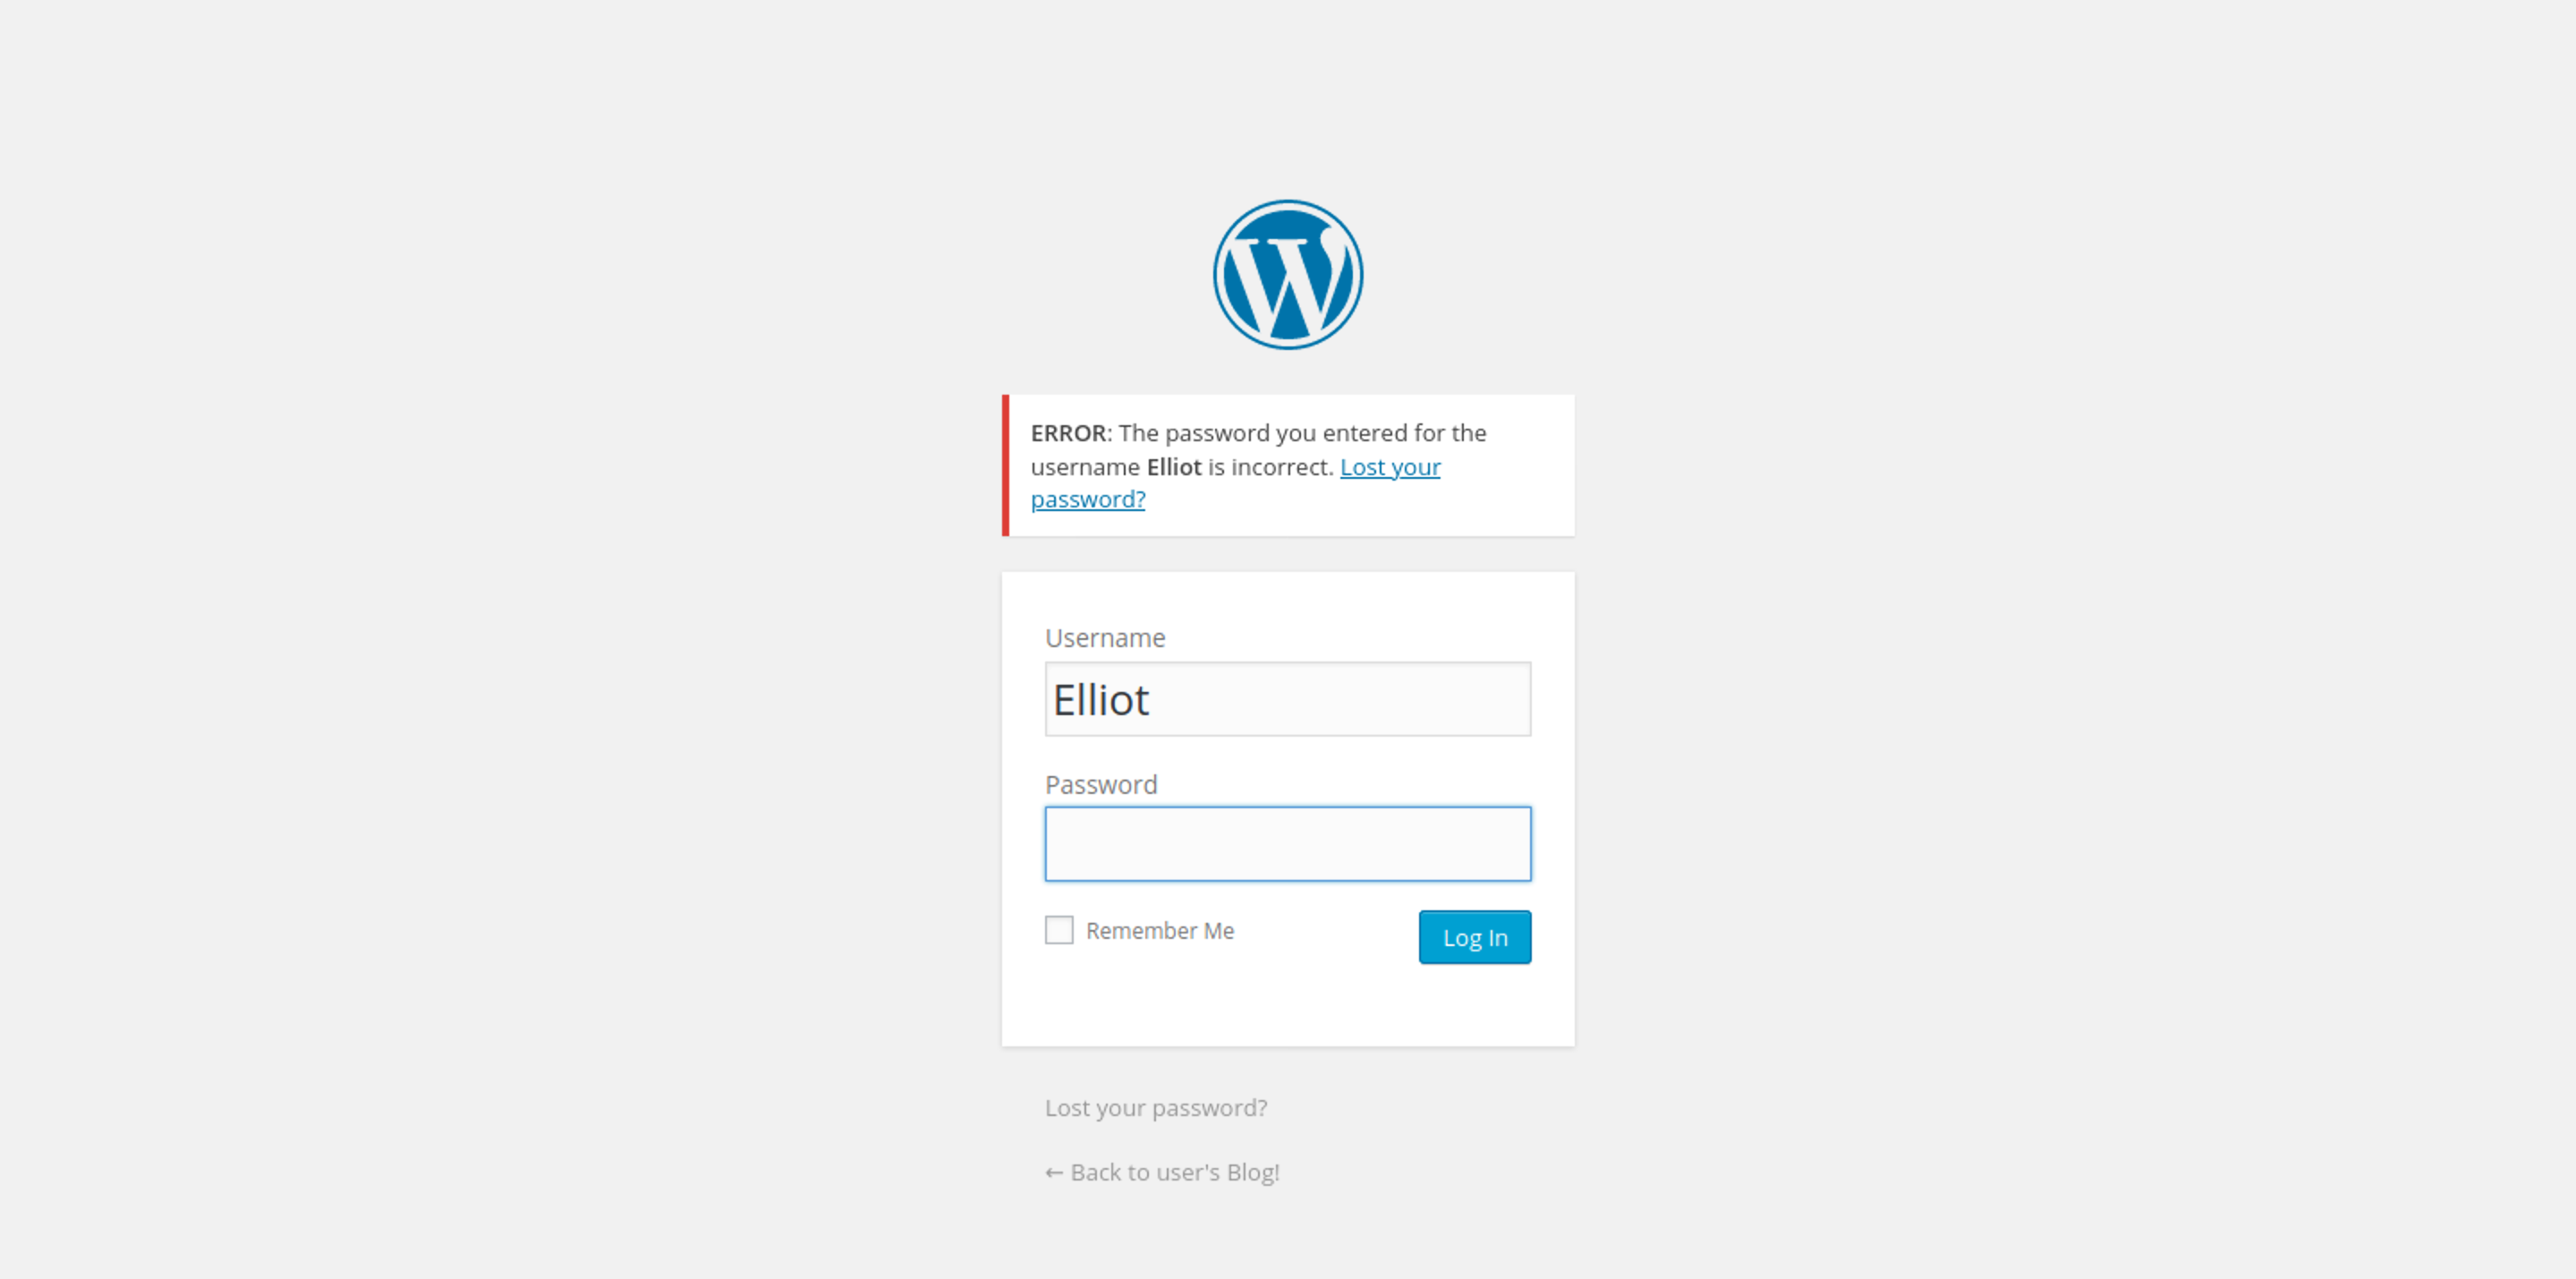 ERROR: The password you entered for the
username Elliot is incorrect. Lost your
password?
Username
Elliot
Password
Remember Me
Log In
Lost your password?
← Back to user's Blog!